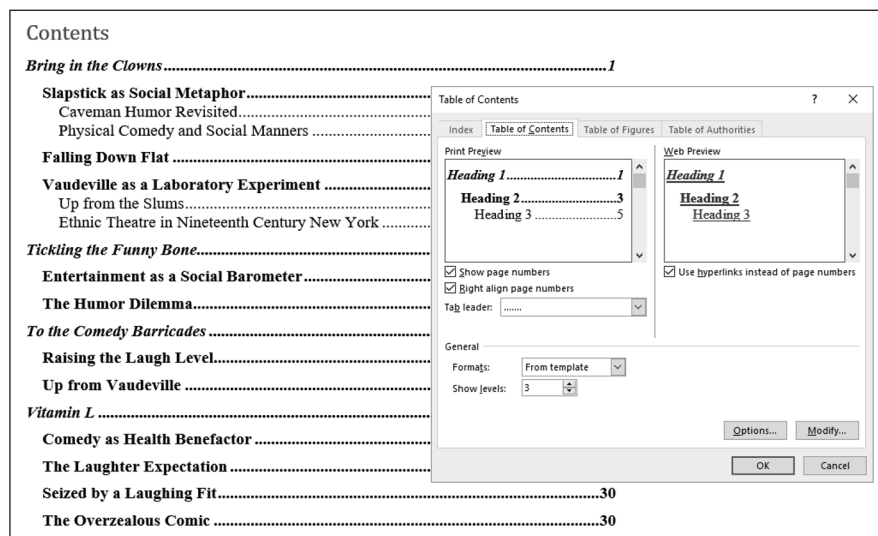 Contents
Bring in the Clowns...............................................................................................................1
Slapstick as Social Metaphor..............................................
Caveman Humor Revisited................................................
Physical Comedy and Social Manners ..............................
Falling Down Flat ................................................................
Vaudeville as a Laboratory Experiment ...........................
Up from the Slums.............................................................
Ethnic Theatre in Nineteenth Century New York ............
Tickling the Funny Bone..........................................................
Entertainment as a Social Barometer................................
The Humor Dilemma...........................................................
To the Comedy Barricades .......................................................
Raising the Laugh Level......................................................
Up from Vaudeville ..............................................................
Vitamin L ...................................................................................
Comedy as Health Benefactor ............................................
The Laughter Expectation ..................................................
Seized by a Laughing Fit................................................................................................30
The Overzealous Comic .................................................................................................30
Table of Contents ? ×
Index Table of Contents Table of Figures Table of Authorities
Print Preview
Heading 1............................1
Heading 2.........................3
Heading 3 ........................5
Show page numbers
Right align page numbers
Tab leader: .......
Web Preview
Heading 1
Heading 2
Heading 3
Use hyperlinks instead of page numbers
General
Formats: From template
Show levels: 3
Options... Modify...
OK Cancel